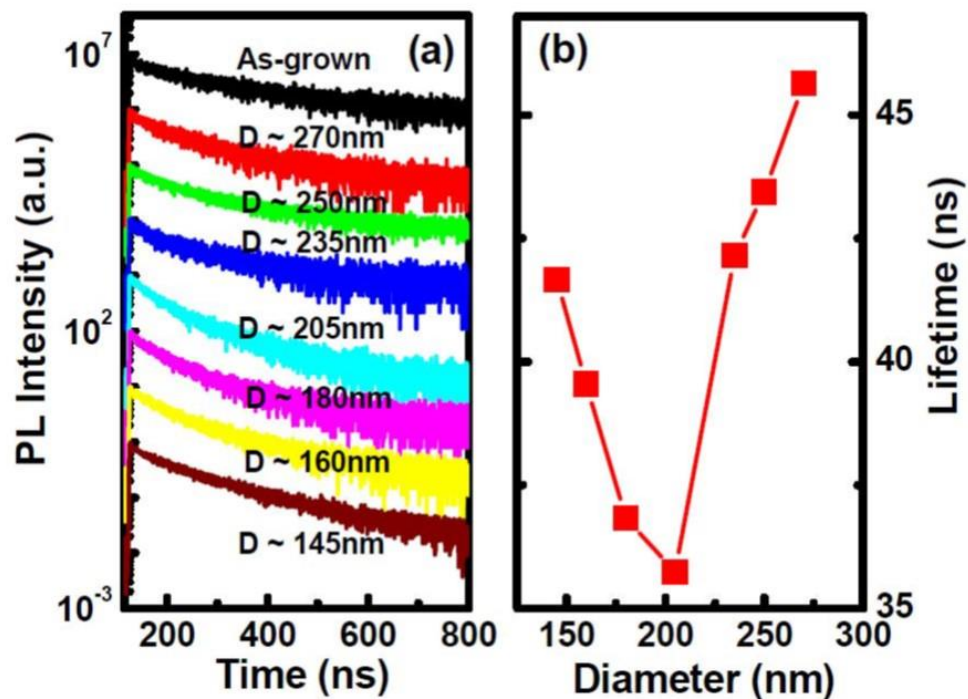 (a)
(b)
10^7
10^2
10^-3
PL Intensity (a.u.)
As-grown
D ~ 270nm
D ~ 250nm
D ~ 235nm
D ~ 205nm
D ~ 180nm
D ~ 160nm
D ~ 145nm
200 400 600 800
Time (ns)
45
40
35
Lifetime (ns)
150 200 250 300
Diameter (nm)